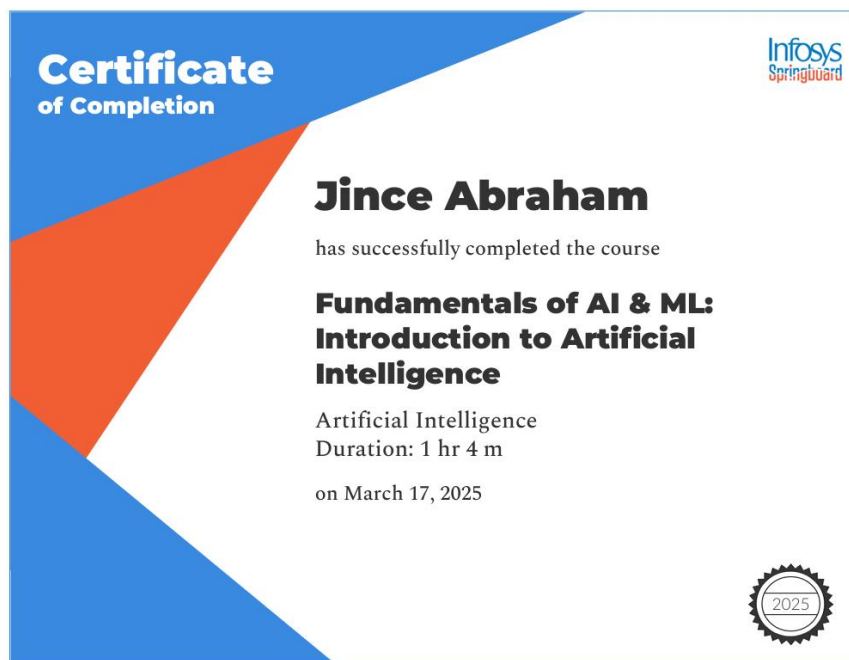 Certificate
of Completion
Infosys
Springboard
Jince Abraham
has successfully completed the course
Fundamentals of AI & ML:
Introduction to Artificial
Intelligence
Artificial Intelligence
Duration: 1 hr 4 m
on March 17, 2025
2025